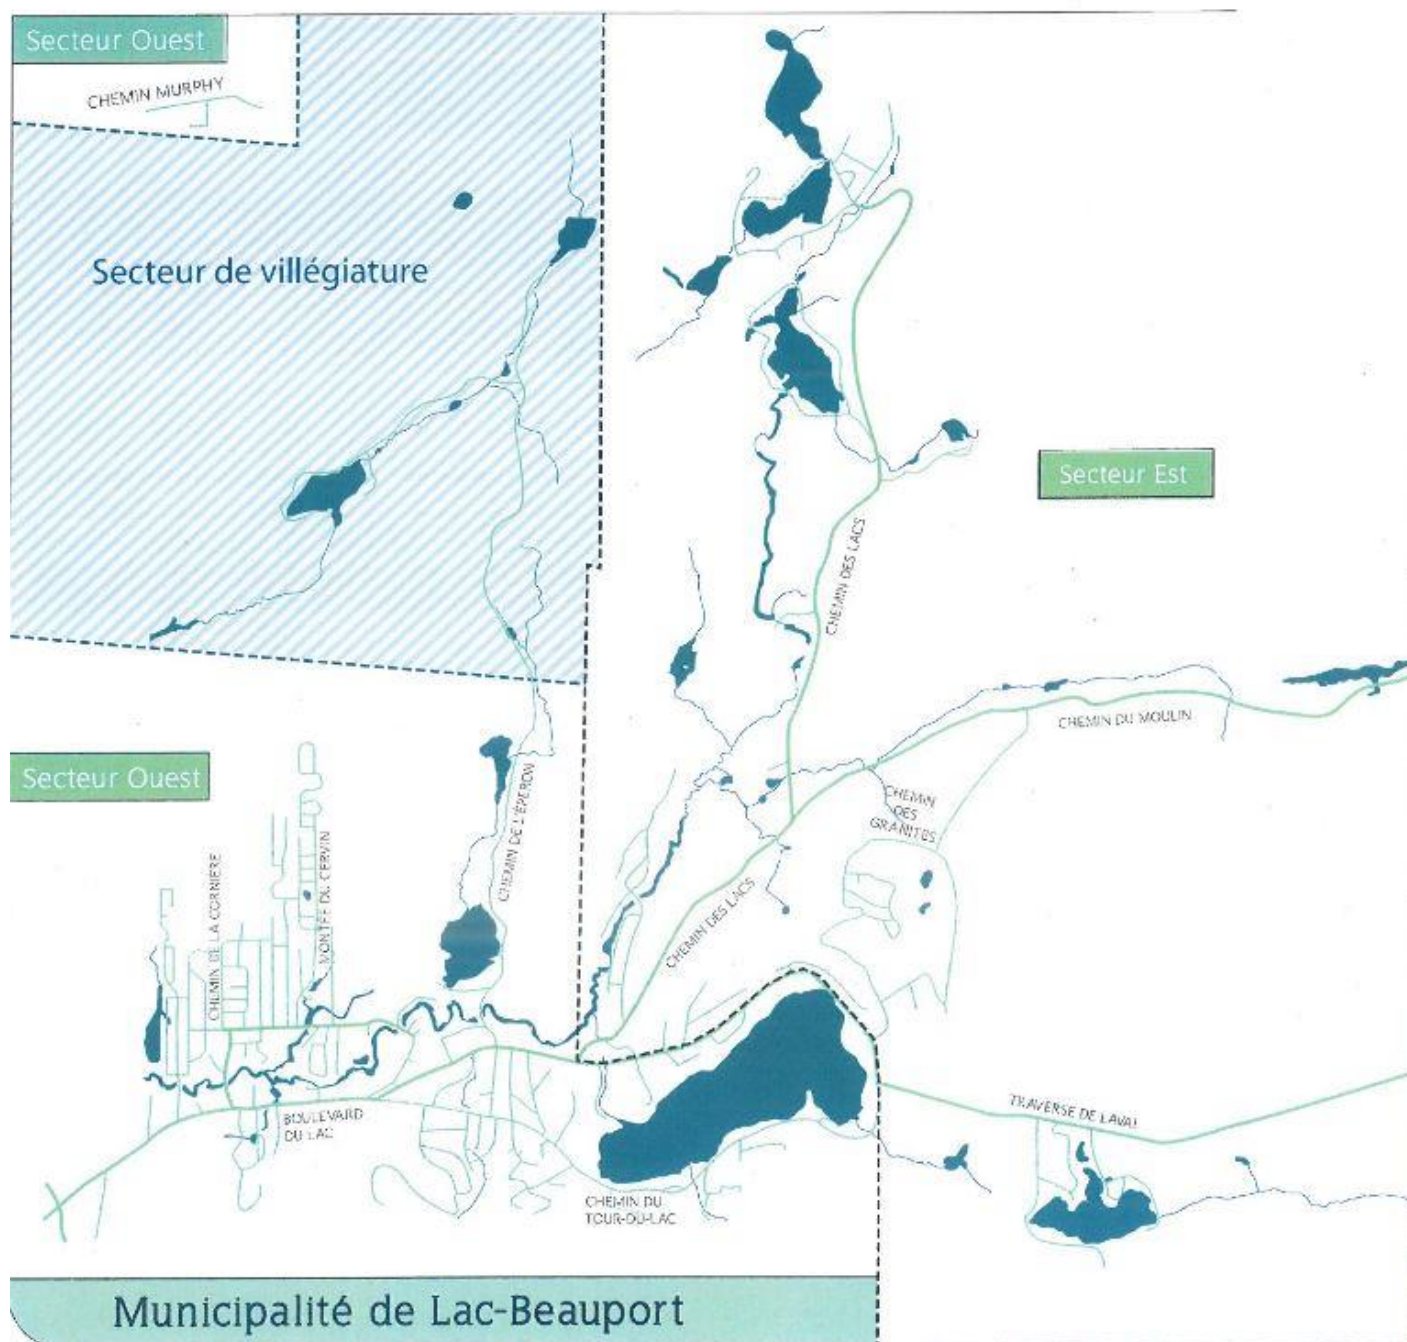 Secteur Ouest
CHEMIN MURPHY
Secteur de villégiature
Secteur Est
CHEMIN DES LACS
CHEMIN DU MOULIN
Secteur Ouest
CHEMIN DE L'ÉPERON
CHEMIN
DES
GRANITES
CHEMIN DE LA CORNIÈRE
MONTÉE DU CERVIN
CHEMIN DES LACS
BOULEVARD
DU LAC
TRAVERSE DE LAVAL
CHEMIN DU
TOUR-DU-LAC
Municipalité de Lac-Beauport